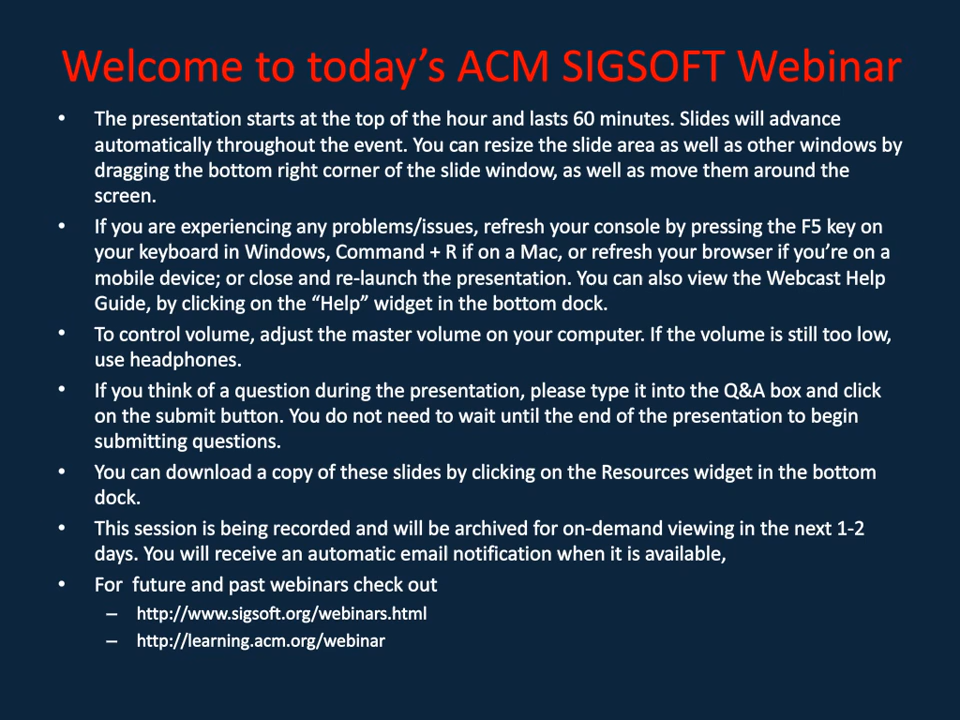 Welcome to today’s ACM SIGSOFT Webinar
• The presentation starts at the top of the hour and lasts 60 minutes. Slides will advance
automatically throughout the event. You can resize the slide area as well as other windows by
dragging the bottom right corner of the slide window, as well as move them around the
screen.
• If you are experiencing any problems/issues, refresh your console by pressing the F5 key on
your keyboard in Windows, Command + R if on a Mac, or refresh your browser if you’re on a
mobile device; or close and re-launch the presentation. You can also view the Webcast Help
Guide, by clicking on the “Help” widget in the bottom dock.
• To control volume, adjust the master volume on your computer. If the volume is still too low,
use headphones.
• If you think of a question during the presentation, please type it into the Q&A box and click
on the submit button. You do not need to wait until the end of the presentation to begin
submitting questions.
• You can download a copy of these slides by clicking on the Resources widget in the bottom
dock.
• This session is being recorded and will be archived for on-demand viewing in the next 1-2
days. You will receive an automatic email notification when it is available,
• For  future and past webinars check out
– http://www.sigsoft.org/webinars.html
– http://learning.acm.org/webinar